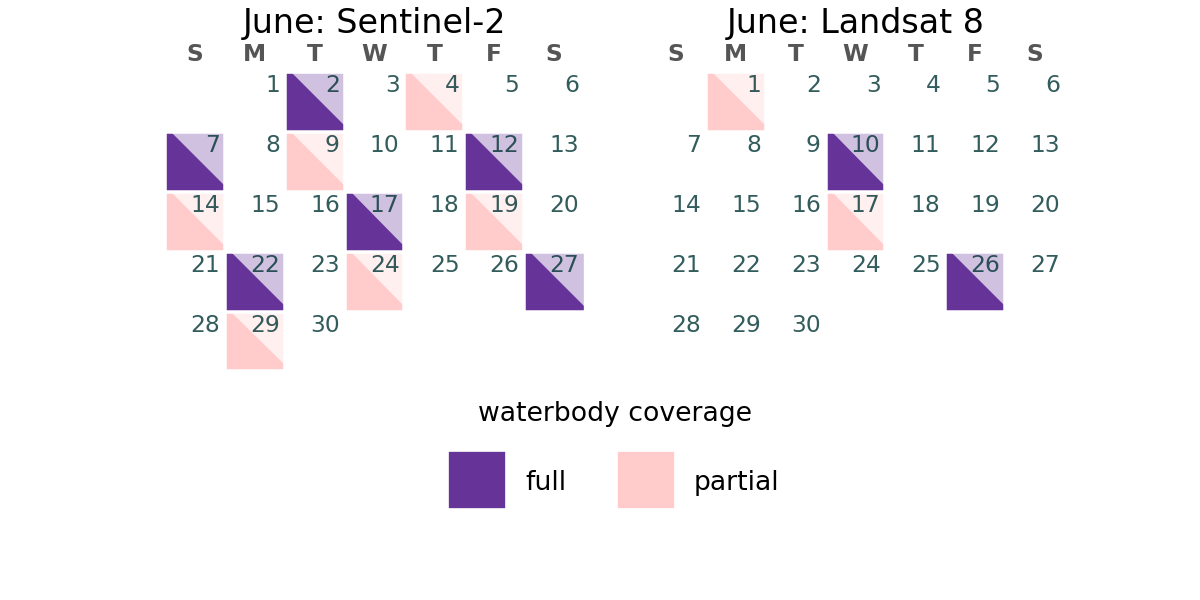 June: Sentinel-2
S M T W T F S
1 2 3 4 5 6
7 8 9 10 11 12 13
14 15 16 17 18 19 20
21 22 23 24 25 26 27
28 29 30
June: Landsat 8
S M T W T F S
1 2 3 4 5 6
7 8 9 10 11 12 13
14 15 16 17 18 19 20
21 22 23 24 25 26 27
28 29 30
waterbody coverage
full partial